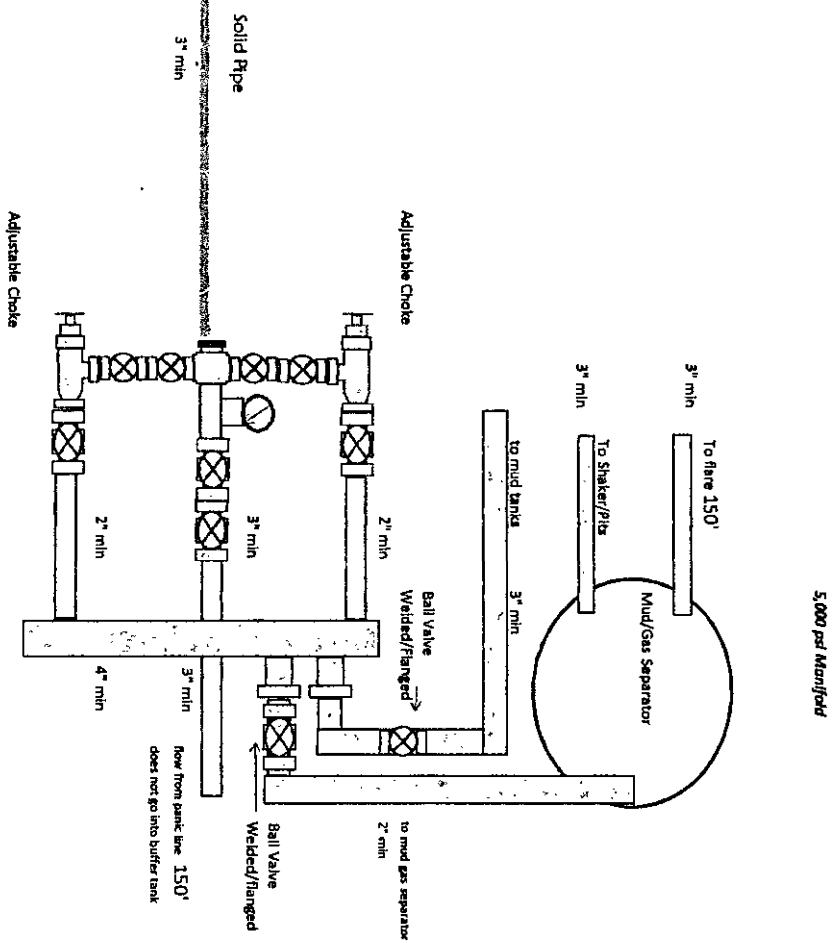 5,000 psi Manifold
To flare 150'
3" min
Mud/Gas Separator
To Shaker/Pits
3" min
to mud tanks
3" min
Ball Valve
Welded/Flanged
to mud gas separator
2" min
Adjustable Choke
2" min
Ball Valve
Welded/flanged
Solid Pipe
3" min
3" min
3" min
flow from panic line 150'
does not go into buffer tank
4" min
2" min
Adjustable Choke